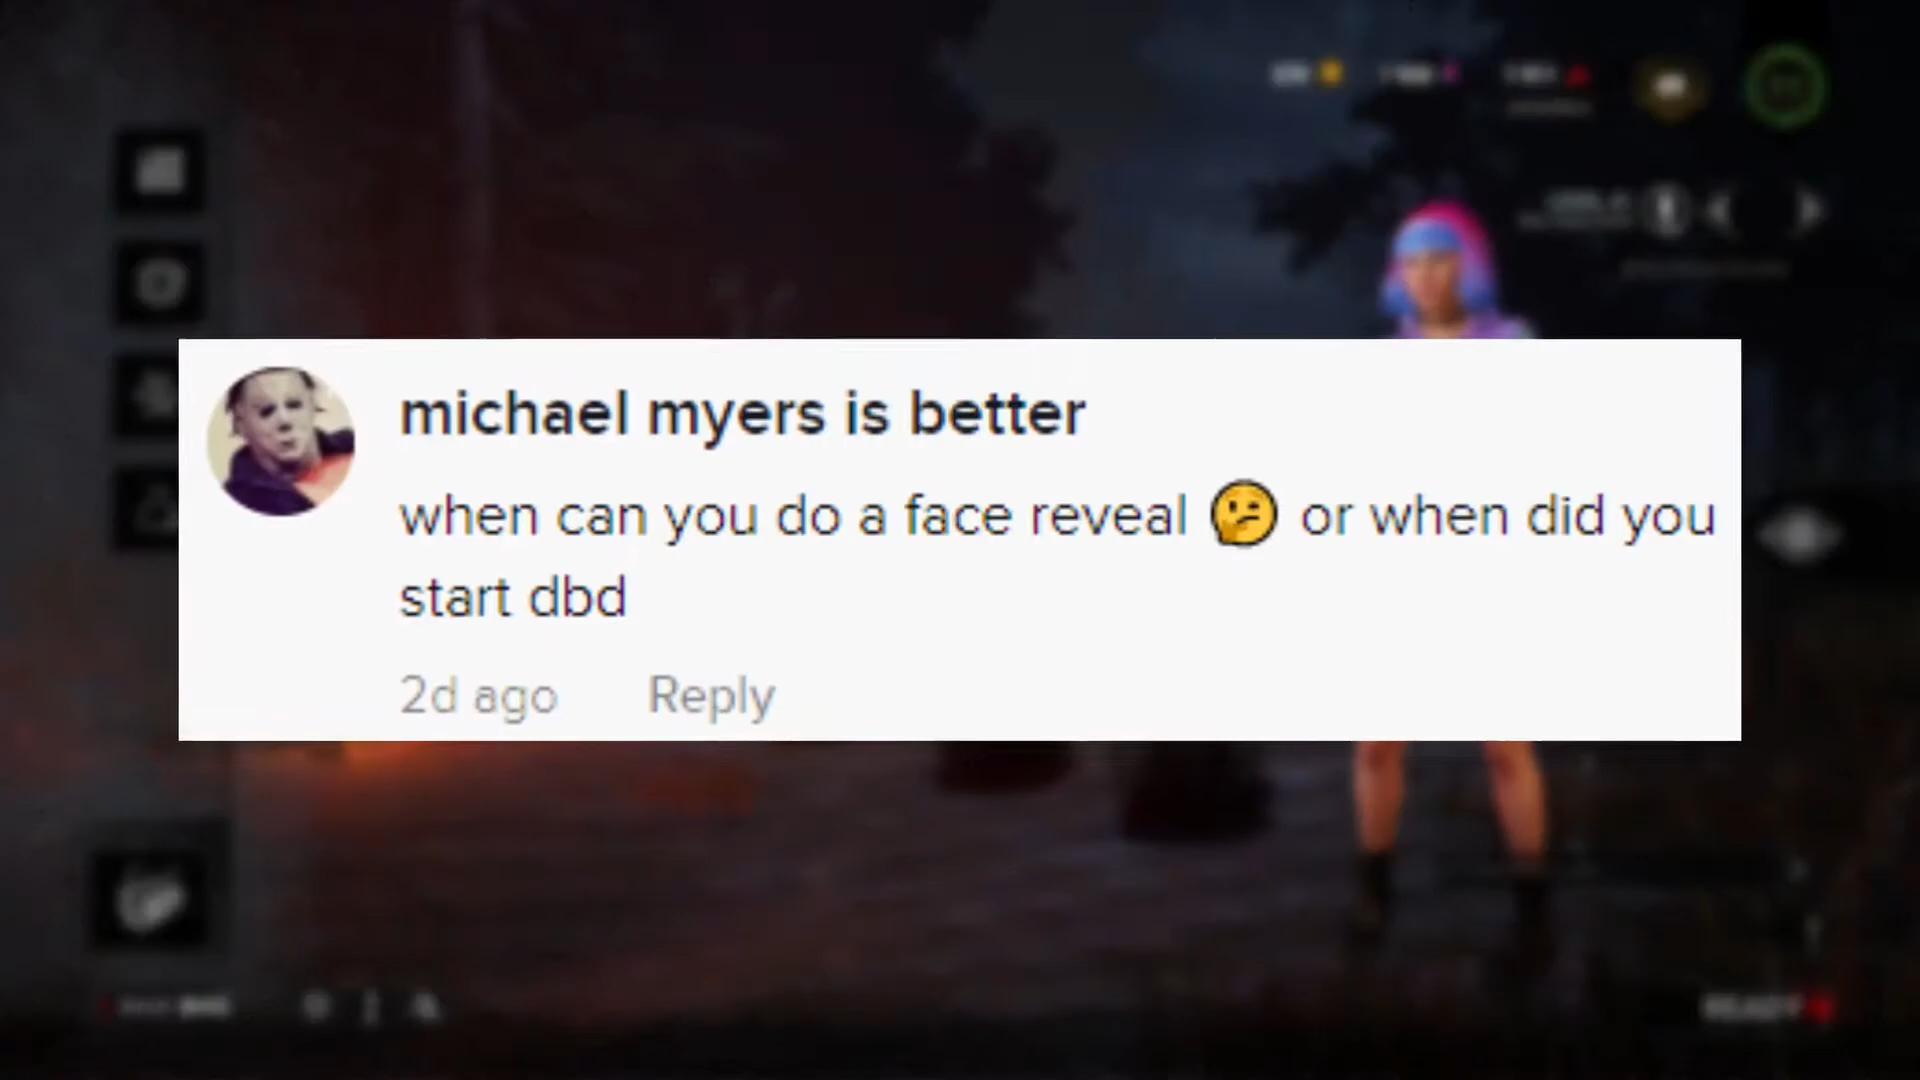 michael myers is better
when can you do a face reveal 🤔 or when did you
start dbd
2d ago Reply
READY